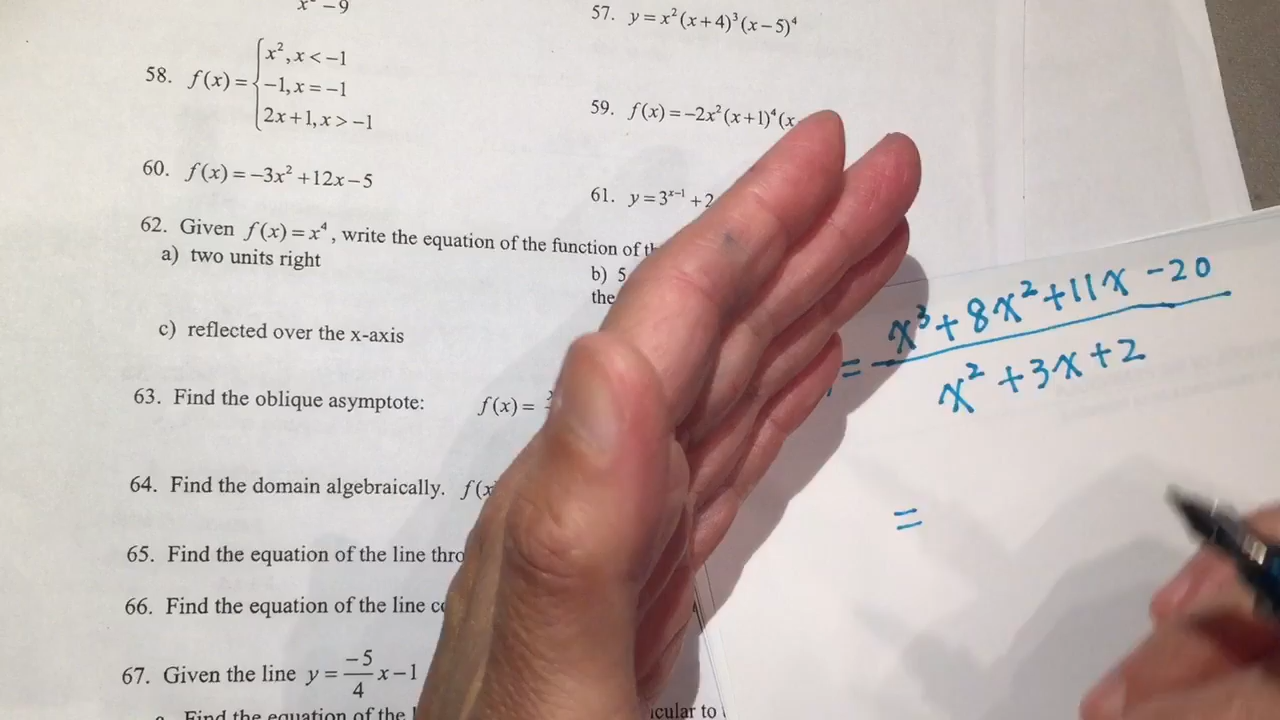 x² − 9
57. y = x²(x+4)³(x−5)⁴
58. f(x) = { x², x < −1
−1, x = −1
2x+1, x > −1
59. f(x) = −2x²(x+1)⁴(x
60. f(x) = −3x² +12x−5
61. y = 3ˣ⁻¹ + 2
62. Given f(x) = x⁴, write the equation of the function of
a) two units right
b) 5
the
c) reflected over the x-axis
63. Find the oblique asymptote: f(x) =
64. Find the domain algebraically. f(x
65. Find the equation of the line
66. Find the equation of the line
67. Given the line y = −5/4 x − 1
Find the equation of the
to
= x³ + 8x² + 11x − 20
x² + 3x + 2
=